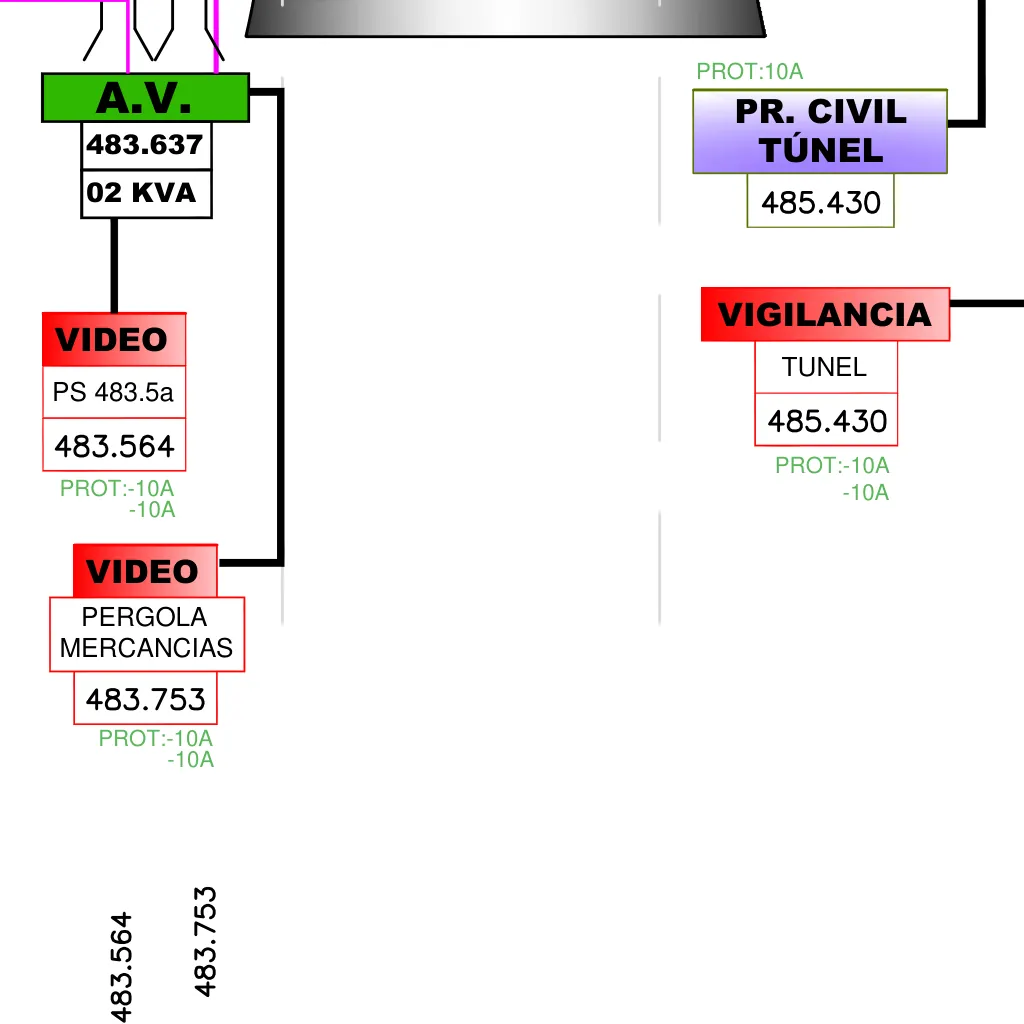 A.V.
483.637
02 KVA
VIDEO
PS 483.5a
483.564
PROT:-10A
-10A
VIDEO
PERGOLA
MERCANCIAS
483.753
PROT:-10A
-10A
483.564
483.753
PROT:10A
PR. CIVIL
TÚNEL
485.430
VIGILANCIA
TUNEL
485.430
PROT:-10A
-10A